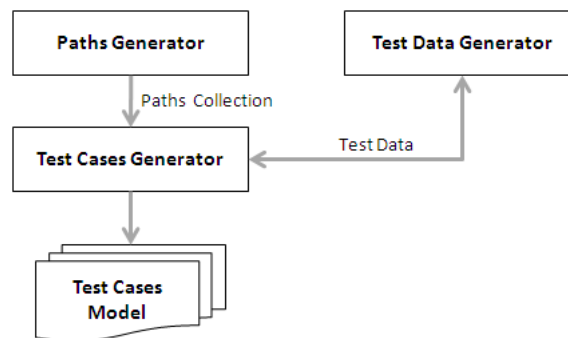 Paths Generator
Test Data Generator
Paths Collection
Test Cases Generator
Test Data
Test Cases
Model